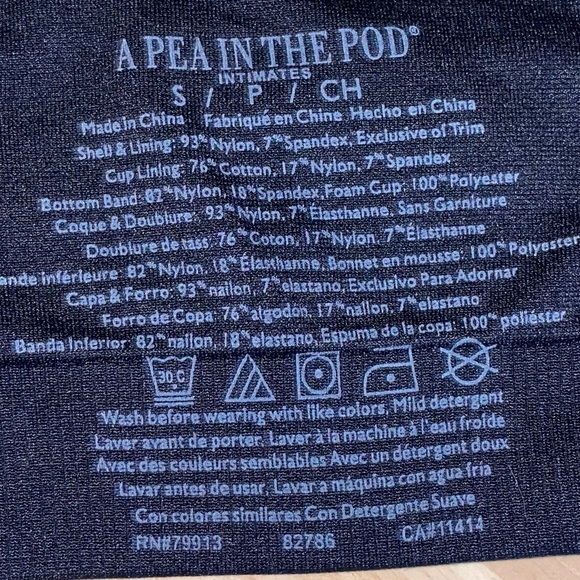 A PEA IN THE POD®
INTIMATES
S / P / CH
Made in China Fabriqué en Chine Hecho en China
Shell & Lining: 93% Nylon, 7% Spandex, Exclusive of Trim
Cup Lining: 76% Cotton, 17% Nylon, 7% Spandex
Bottom Band: 82% Nylon, 18% Spandex, Foam Cup: 100% Polyester
Coque & Doublure: 93% Nylon, 7% Élasthanne, Sans Garniture
Doublure de tass: 76% Coton, 17% Nylon, 7% Élasthanne
ande inférieure: 82% Nylon, 18% Élasthanne, Bonnet en mousse: 100% Polyester
Capa & Forro: 93% nailon, 7% elastano, Exclusivo Para Adornar
Forro de Copa: 76% algodón, 17% nailon, 7% elastano
Banda Inferior: 82% nailon, 18% elastano, Espuma de la copa: 100% poliéster
30 C
Wash before wearing with like colors, Mild detergent
Laver avant de porter, Laver à la machine à l'eau froide
Avec des couleurs semblables Avec un détergent doux
Lavar antes de usar, Lavar a máquina con agua fria
Con colores similares Con Detergente Suave
RN#79913 82786 CA#11414